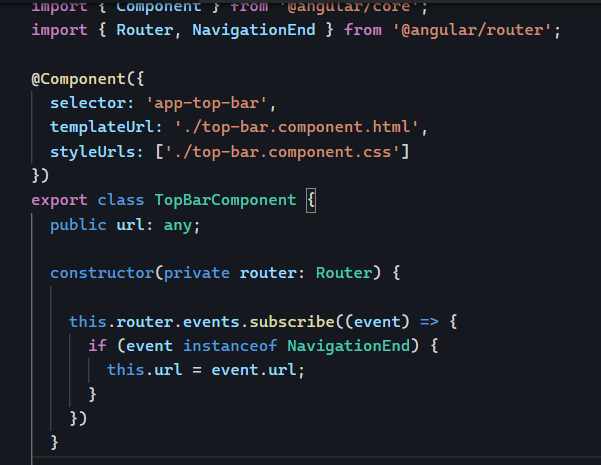 import { Component } from '@angular/core';
import { Router, NavigationEnd } from '@angular/router';
@Component({
selector: 'app-top-bar',
templateUrl: './top-bar.component.html',
styleUrls: ['./top-bar.component.css']
})
export class TopBarComponent {
public url: any;
constructor(private router: Router) {
this.router.events.subscribe((event) => {
if (event instanceof NavigationEnd) {
this.url = event.url;
}
})
}